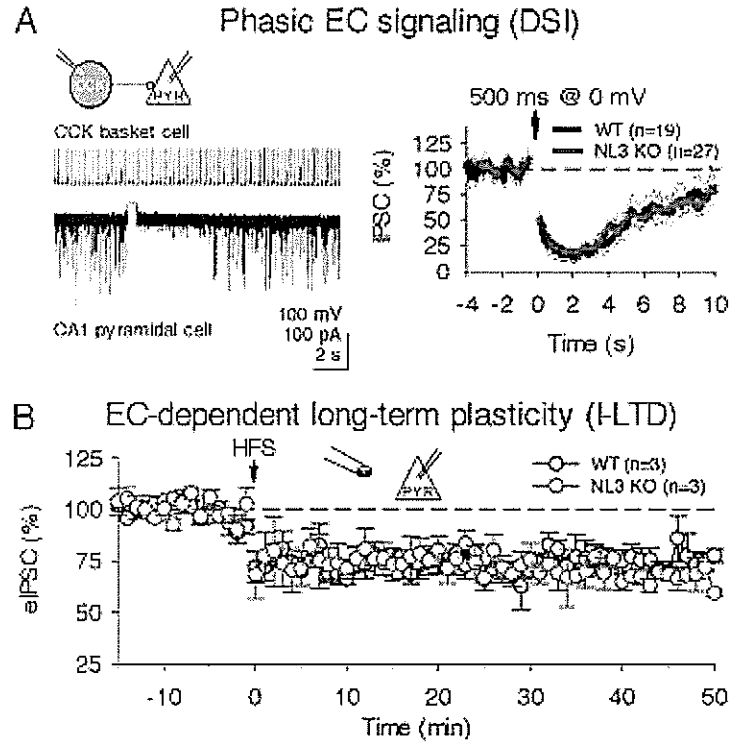 A
Phasic EC signaling (DSI)
PYR
CCK basket cell
100 mV
100 pA
2 s
CA1 pyramidal cell
500 ms @ 0 mV
WT (n=19)
NL3 KO (n=27)
IPSC (%)
125
100
75
50
25
0
-4 -2 0 2 4 6 8 10
Time (s)
B
EC-dependent long-term plasticity (I-LTD)
HFS
PYR
WT (n=3)
NL3 KO (n=3)
eIPSC (%)
125
100
75
50
25
-10 0 10 20 30 40 50
Time (min)